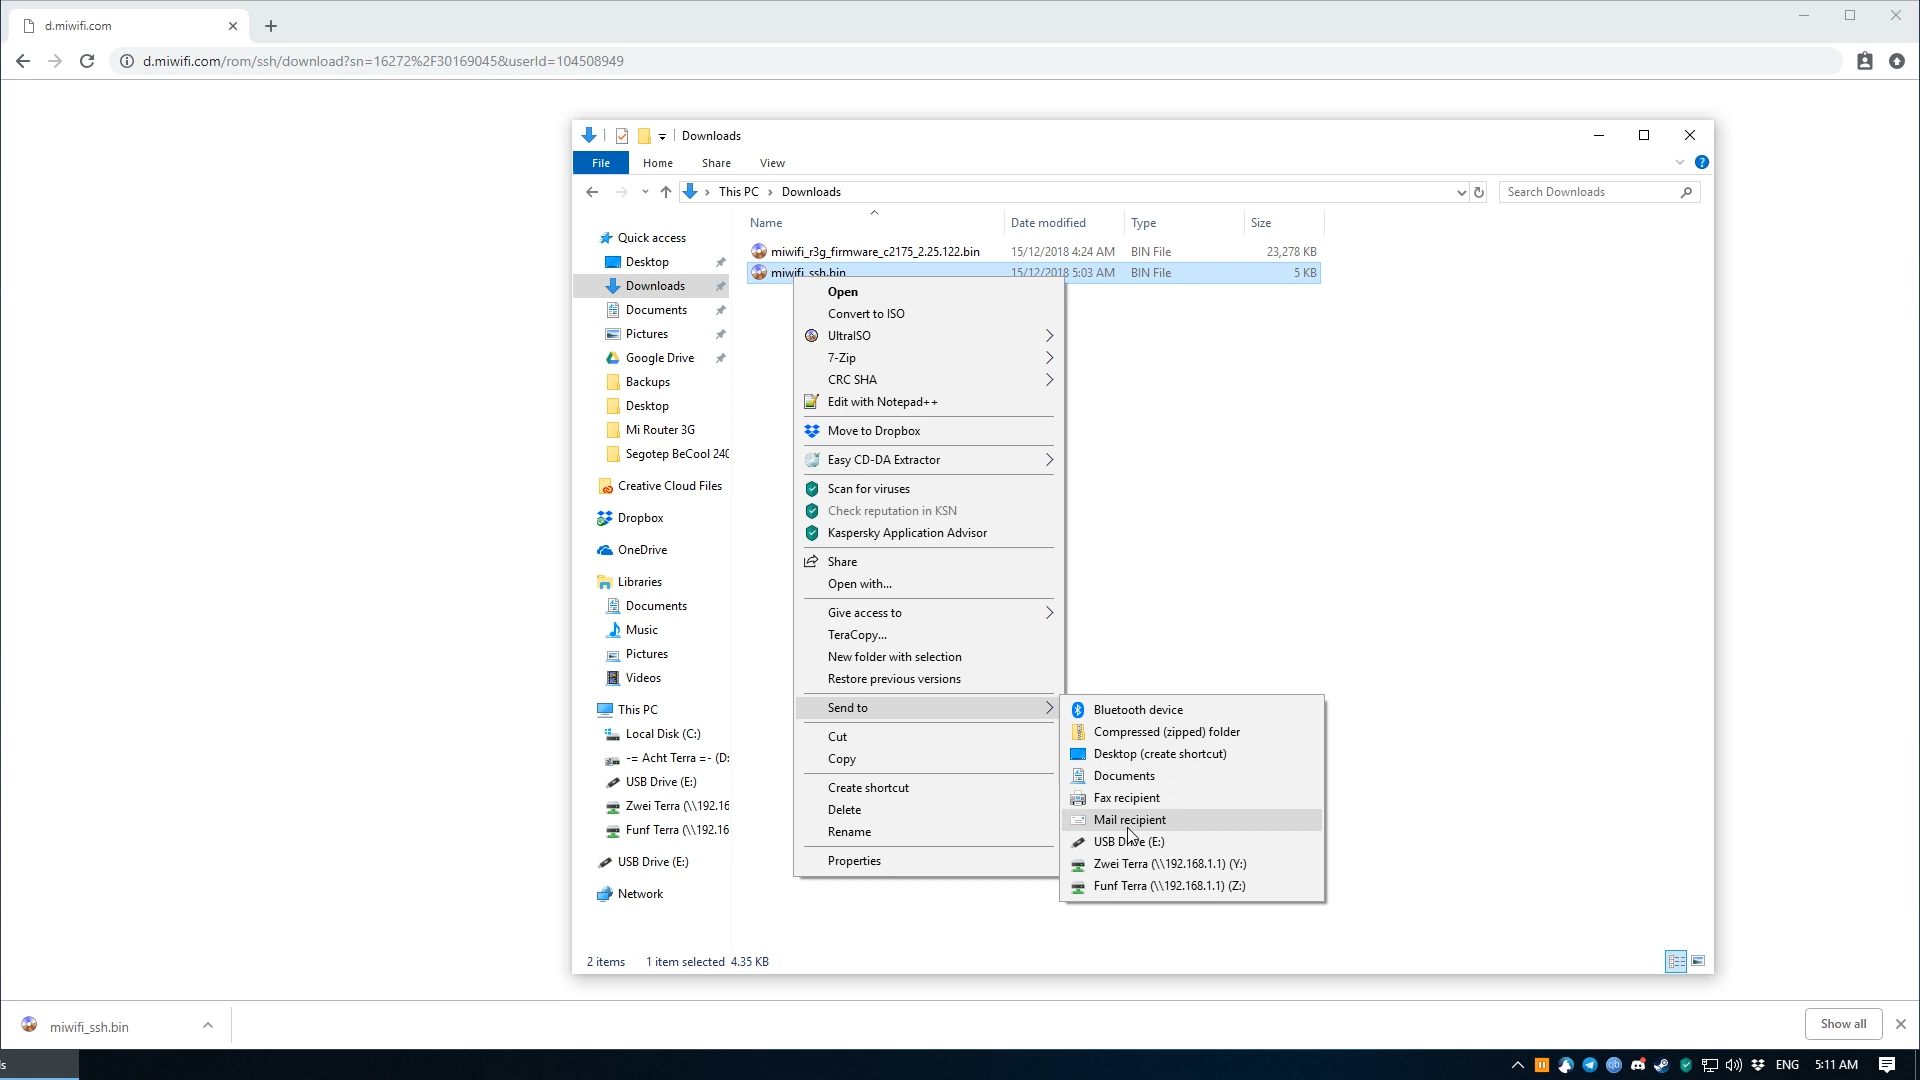 d.miwifi.com
d.miwifi.com/rom/ssh/download?sn=16272%2F30169045&userId=104508949
Downloads
File Home Share View
This PC > Downloads
Search Downloads
Name Date modified Type Size
miwifi_r3g_firmware_c2175_2.25.122.bin 15/12/2018 4:24 AM BIN File 23,278 KB
miwifi_ssh.bin 15/12/2018 5:03 AM BIN File 5 KB
Quick access
Desktop
Downloads
Documents
Pictures
Google Drive
Backups
Desktop
Mi Router 3G
Segotep BeCool 240
Creative Cloud Files
Dropbox
OneDrive
Libraries
Documents
Music
Pictures
Videos
This PC
Local Disk (C:)
-= Acht Terra =- (D:
USB Drive (E:)
Zwei Terra (\\192.16
Funf Terra (\\192.16
USB Drive (E:)
Network
Open
Convert to ISO
UltraISO
7-Zip
CRC SHA
Edit with Notepad++
Move to Dropbox
Easy CD-DA Extractor
Scan for viruses
Check reputation in KSN
Kaspersky Application Advisor
Share
Open with...
Give access to
TeraCopy...
New folder with selection
Restore previous versions
Send to
Cut
Copy
Create shortcut
Delete
Rename
Properties
Bluetooth device
Compressed (zipped) folder
Desktop (create shortcut)
Documents
Fax recipient
Mail recipient
USB Drive (E:)
Zwei Terra (\\192.168.1.1) (Y:)
Funf Terra (\\192.168.1.1) (Z:)
2 items 1 item selected 4.35 KB
miwifi_ssh.bin
Show all
s
ENG 5:11 AM